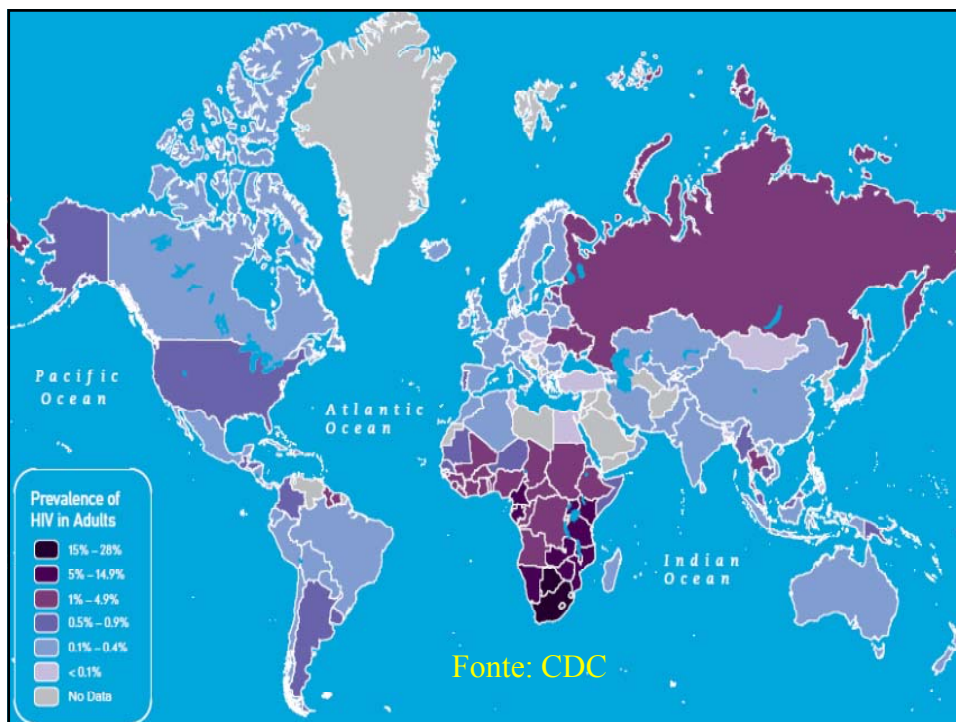 Pacific
Ocean
Atlantic
Ocean
Indian
Ocean
Prevalence of
HIV in Adults
15% – 28%
5% – 14.9%
1% – 4.9%
0.5% – 0.9%
0.1% – 0.4%
< 0.1%
No Data
Fonte: CDC